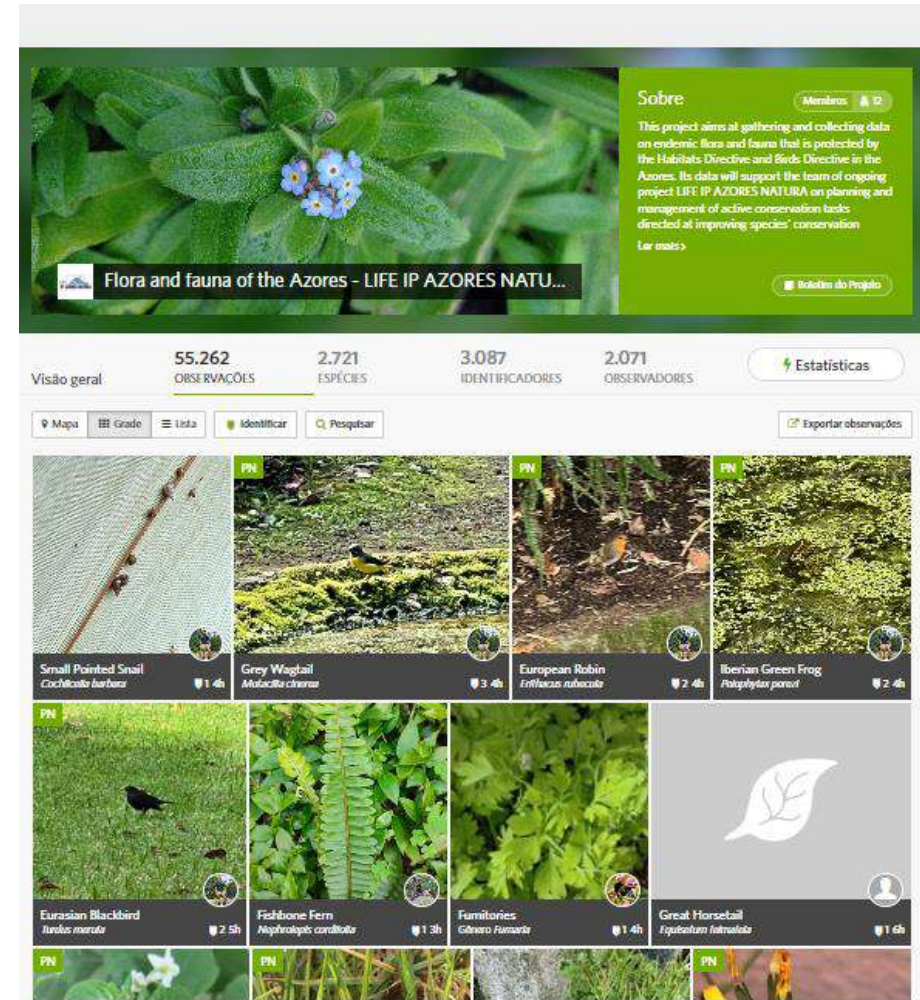 Sobre
Membros 12
This project aims at gathering and collecting data
on endemic flora and fauna that is protected by
the Habitats Directive and Birds Directive in the
Azores. Its data will support the team of ongoing
project LIFE IP AZORES NATURA on planning and
management of active conservation tasks
directed at improving species' conservation
Ler mais >
Flora and fauna of the Azores - LIFE IP AZORES NATU...
Boletim do Projeto
Visão geral
55.262
OBSERVAÇÕES
2.721
ESPÉCIES
3.087
IDENTIFICADORES
2.071
OBSERVADORES
Estatísticas
Mapa Grade Lista Identificar Pesquisar
Exportar observações
PN PN PN
Small Pointed Snail
Cochlicella barbara 1 4h
Grey Wagtail
Motacilla cinerea 3 4h
European Robin
Erithacus rubecula 2 4h
Iberian Green Frog
Pelophylax perezi 2 4h
PN
Eurasian Blackbird
Turdus merula 2 5h
Fishbone Fern
Nephrolepis cordifolia 1 3h
Fumitories
Género Fumaria 1 4h
Great Horsetail
Equisetum telmateia 1 6h
PN PN PN